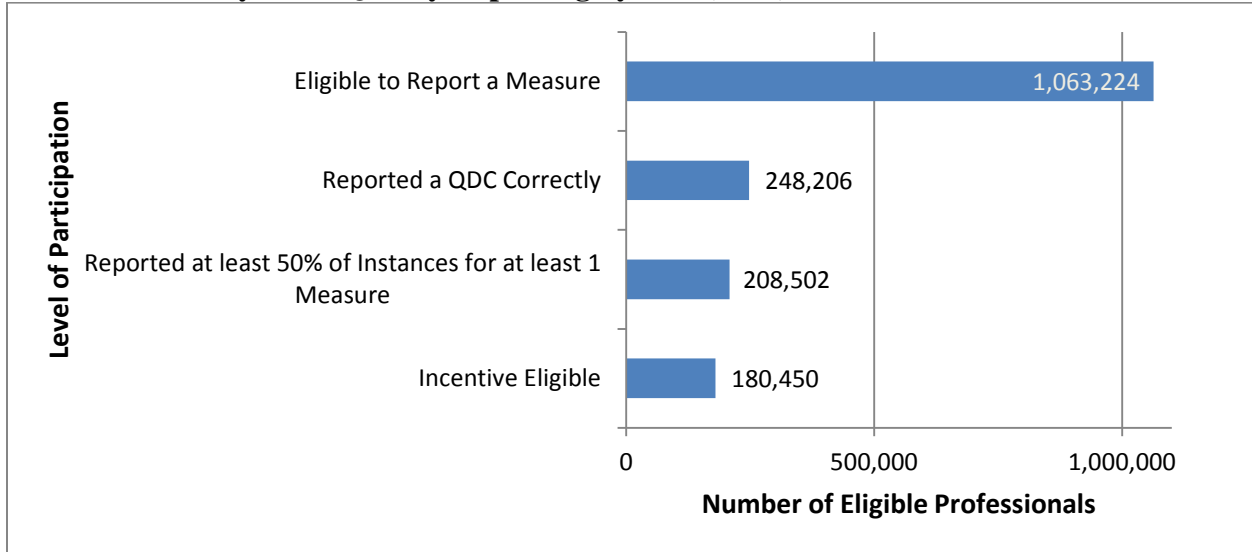 Level of Participation
Eligible to Report a Measure
1,063,224
Reported a QDC Correctly
248,206
Reported at least 50% of Instances for at least 1
Measure
208,502
Incentive Eligible
180,450
0
500,000
1,000,000
Number of Eligible Professionals